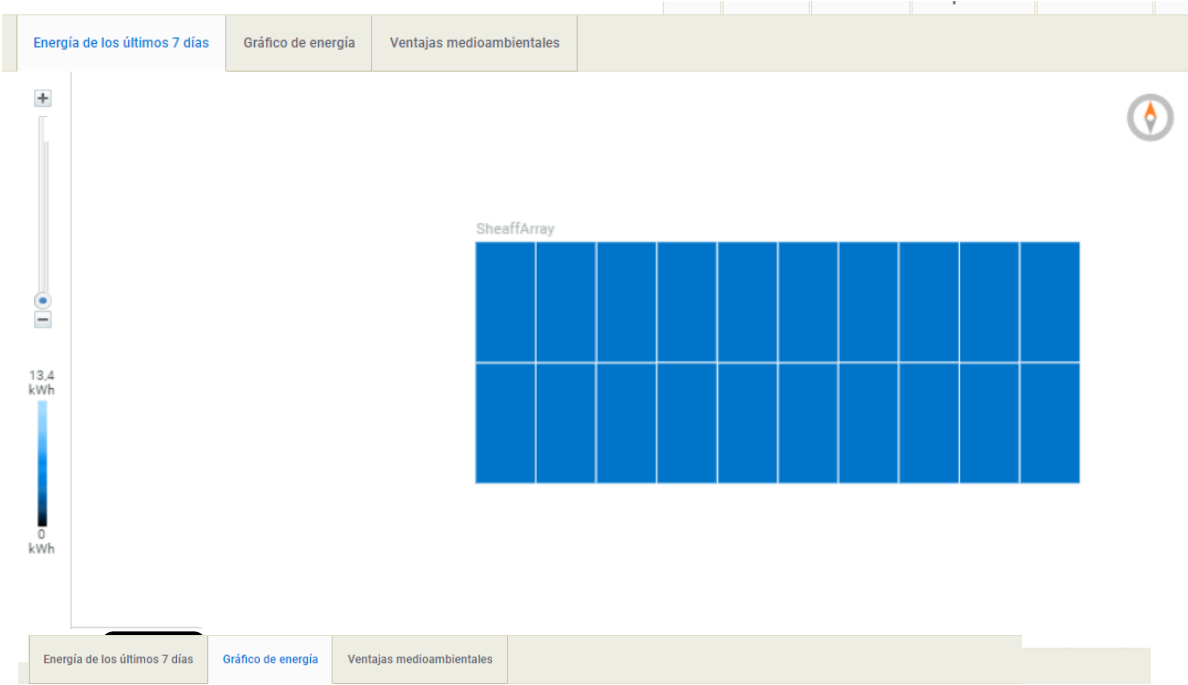 Energía de los últimos 7 días Gráfico de energía Ventajas medioambientales
SheaffArray
13,4
kWh
0
kWh
Energía de los últimos 7 días Gráfico de energía Ventajas medioambientales